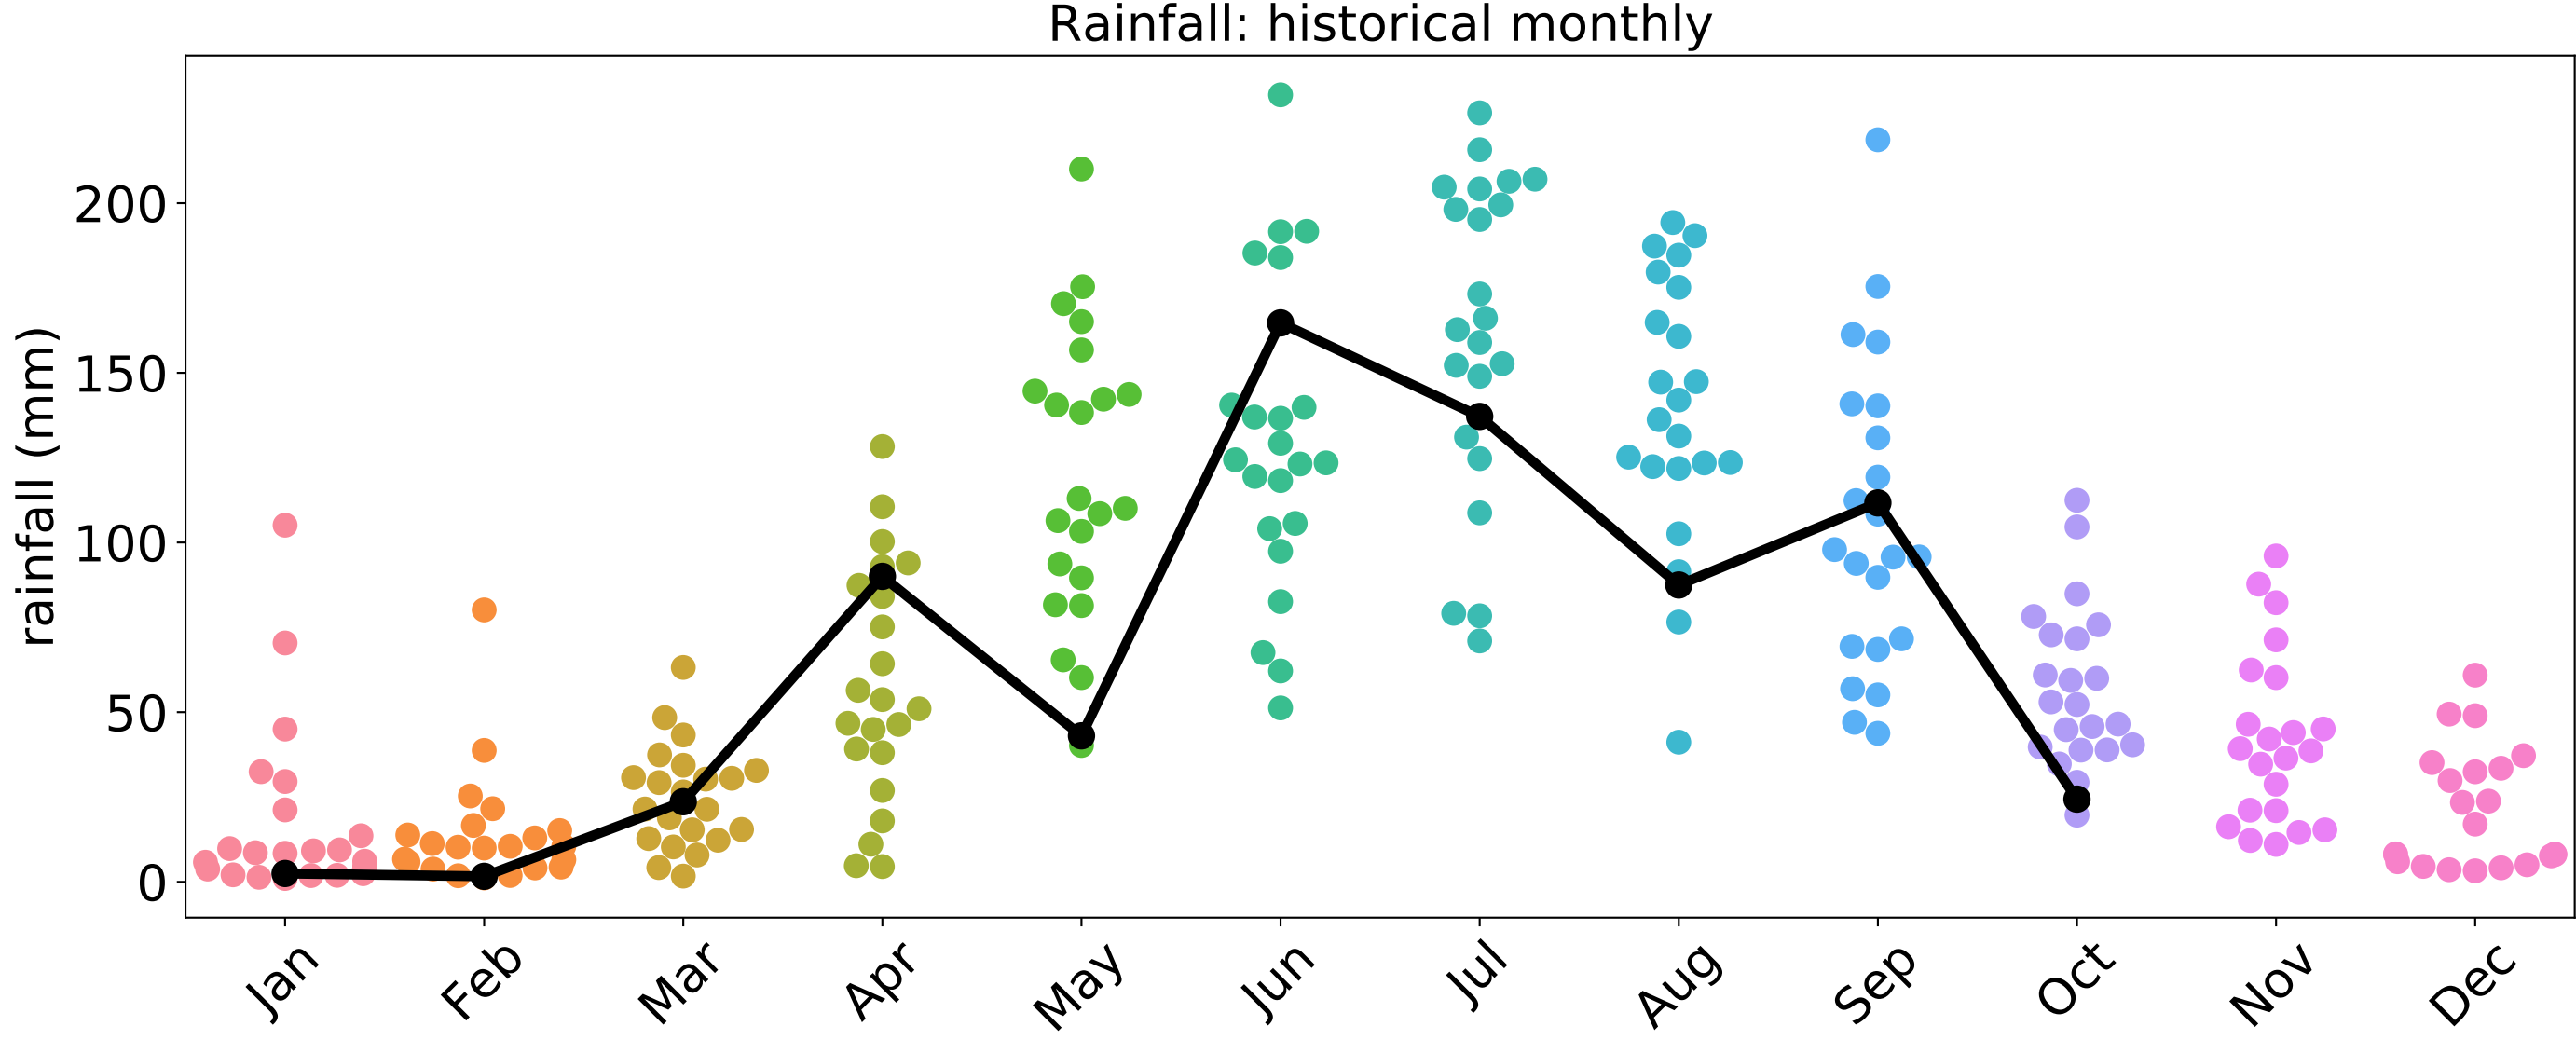 Rainfall: historical monthly
rainfall (mm)
200
150
100
50
0
Jan
Feb
Mar
Apr
May
Jun
Jul
Aug
Sep
Oct
Nov
Dec